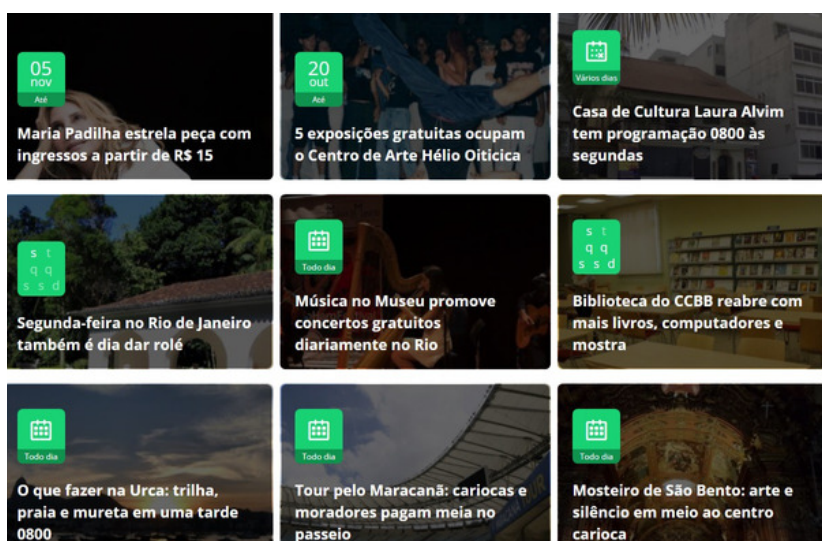 05
nov
Até
Maria Padilha estrela peça com
ingressos a partir de R$ 15
20
out
Até
5 exposições gratuitas ocupam
o Centro de Arte Hélio Oiticica
Vários dias
Casa de Cultura Laura Alvim
tem programação 0800 às
segundas
s t
q q
s s d
Segunda-feira no Rio de Janeiro
também é dia dar rolé
Todo dia
Música no Museu promove
concertos gratuitos
diariamente no Rio
s t
q q
s s d
Biblioteca do CCBB reabre com
mais livros, computadores e
mostra
Todo dia
O que fazer na Urca: trilha,
praia e mureta em uma tarde
0800
Todo dia
Tour pelo Maracanã: cariocas e
moradores pagam meia no
passeio
Todo dia
Mosteiro de São Bento: arte e
silêncio em meio ao centro
carioca